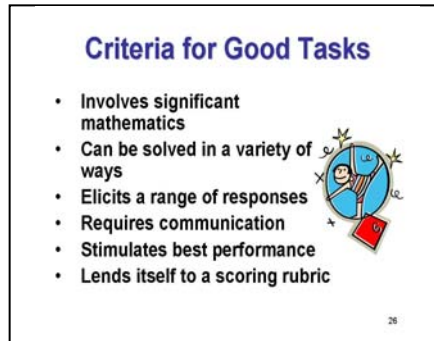 Criteria for Good Tasks
• Involves significant
mathematics
• Can be solved in a variety of
ways
• Elicits a range of responses
• Requires communication
• Stimulates best performance
• Lends itself to a scoring rubric
26